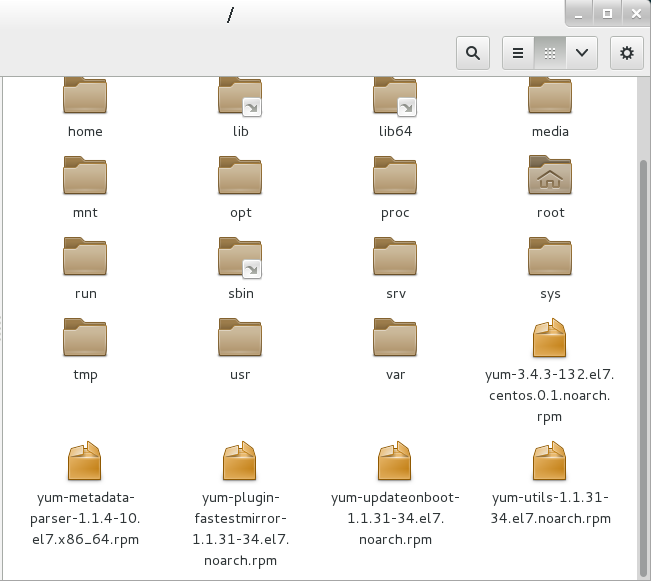 /
home
lib
lib64
media
mnt
opt
proc
root
run
sbin
srv
sys
tmp
usr
var
yum-3.4.3-132.el7.
centos.0.1.noarch.
rpm
yum-metadata-
parser-1.1.4-10.
el7.x86_64.rpm
yum-plugin-
fastestmirror-
1.1.31-34.el7.
noarch.rpm
yum-updateonboot-
1.1.31-34.el7.
noarch.rpm
yum-utils-1.1.31-
34.el7.noarch.rpm